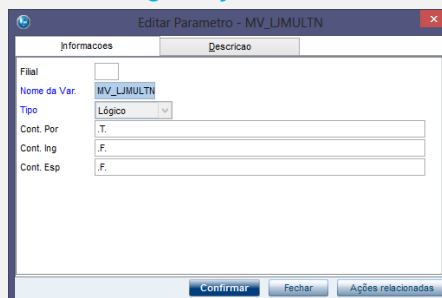 Editar Parametro - MV_LJMULTN
Informacoes
Descricao
Filial
Nome da Var. MV_LJMULTN
Tipo Lógico
Cont. Por .T.
Cont. Ing .F.
Cont. Esp .F.
Confirmar Fechar Ações relacionadas